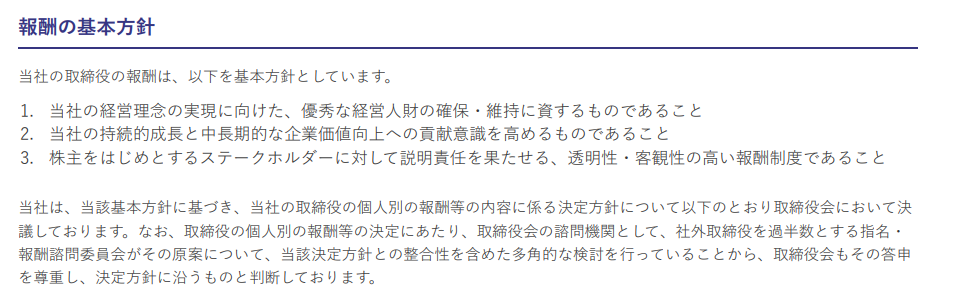 報酬の基本方針
当社の取締役の報酬は、以下を基本方針としています。
1. 当社の経営理念の実現に向けた、優秀な経営人財の確保・維持に資するものであること
2. 当社の持続的成長と中長期的な企業価値向上への貢献意識を高めるものであること
3. 株主をはじめとするステークホルダーに対して説明責任を果たせる、透明性・客観性の高い報酬制度であること
当社は、当該基本方針に基づき、当社の取締役の個人別の報酬等の内容に係る決定方針について以下のとおり取締役会において決
議しております。なお、取締役の個人別の報酬等の決定にあたり、取締役会の諮問機関として、社外取締役を過半数とする指名・
報酬諮問委員会がその原案について、当該決定方針との整合性を含めた多角的な検討を行っていることから、取締役会もその答申
を尊重し、決定方針に沿うものと判断しております。